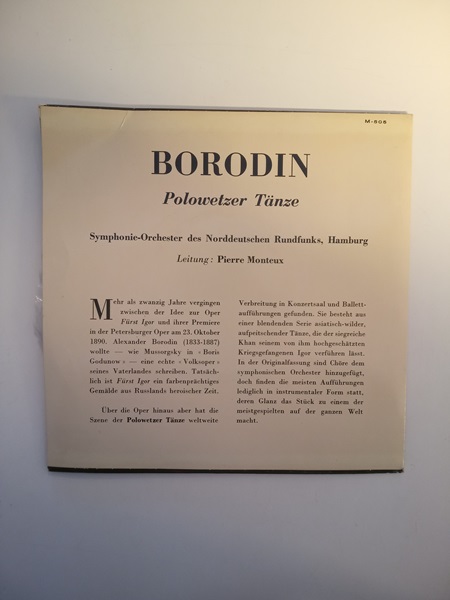 M-808
BORODIN
Polowetzer Tänze
Symphonie-Orchester des Norddeutschen Rundfunks, Hamburg
Leitung: Pierre Monteux
Mehr als zwanzig Jahre vergingen
zwischen der Idee zur Oper
Fürst Igor und ihrer Premiere
in der Petersburger Oper am 23. Oktober
1890. Alexander Borodin (1833-1887)
wollte — wie Mussorgsky in »Boris
Godunow« — eine echte »Volksoper«
seines Vaterlandes schreiben. Tatsäch-
lich ist Fürst Igor ein farbenprächtiges
Gemälde aus Russlands heroischer Zeit.
Über die Oper hinaus aber hat die
Szene der Polowetzer Tänze weltweite
Verbreitung in Konzertsaal und Ballett-
aufführungen gefunden. Sie besteht aus
einer blendenden Serie asiatisch-wilder,
aufpeitschender Tänze, die der siegreiche
Khan seinem von ihm hochgeschätzten
Kriegsgefangenen Igor verführen lässt.
In der Originalfassung sind Chöre dem
symphonischen Orchester hinzugefügt,
doch finden die meisten Aufführungen
lediglich in instrumentaler Form statt,
deren Glanz das Stück zu einem der
meistgespielten auf der ganzen Welt
macht.